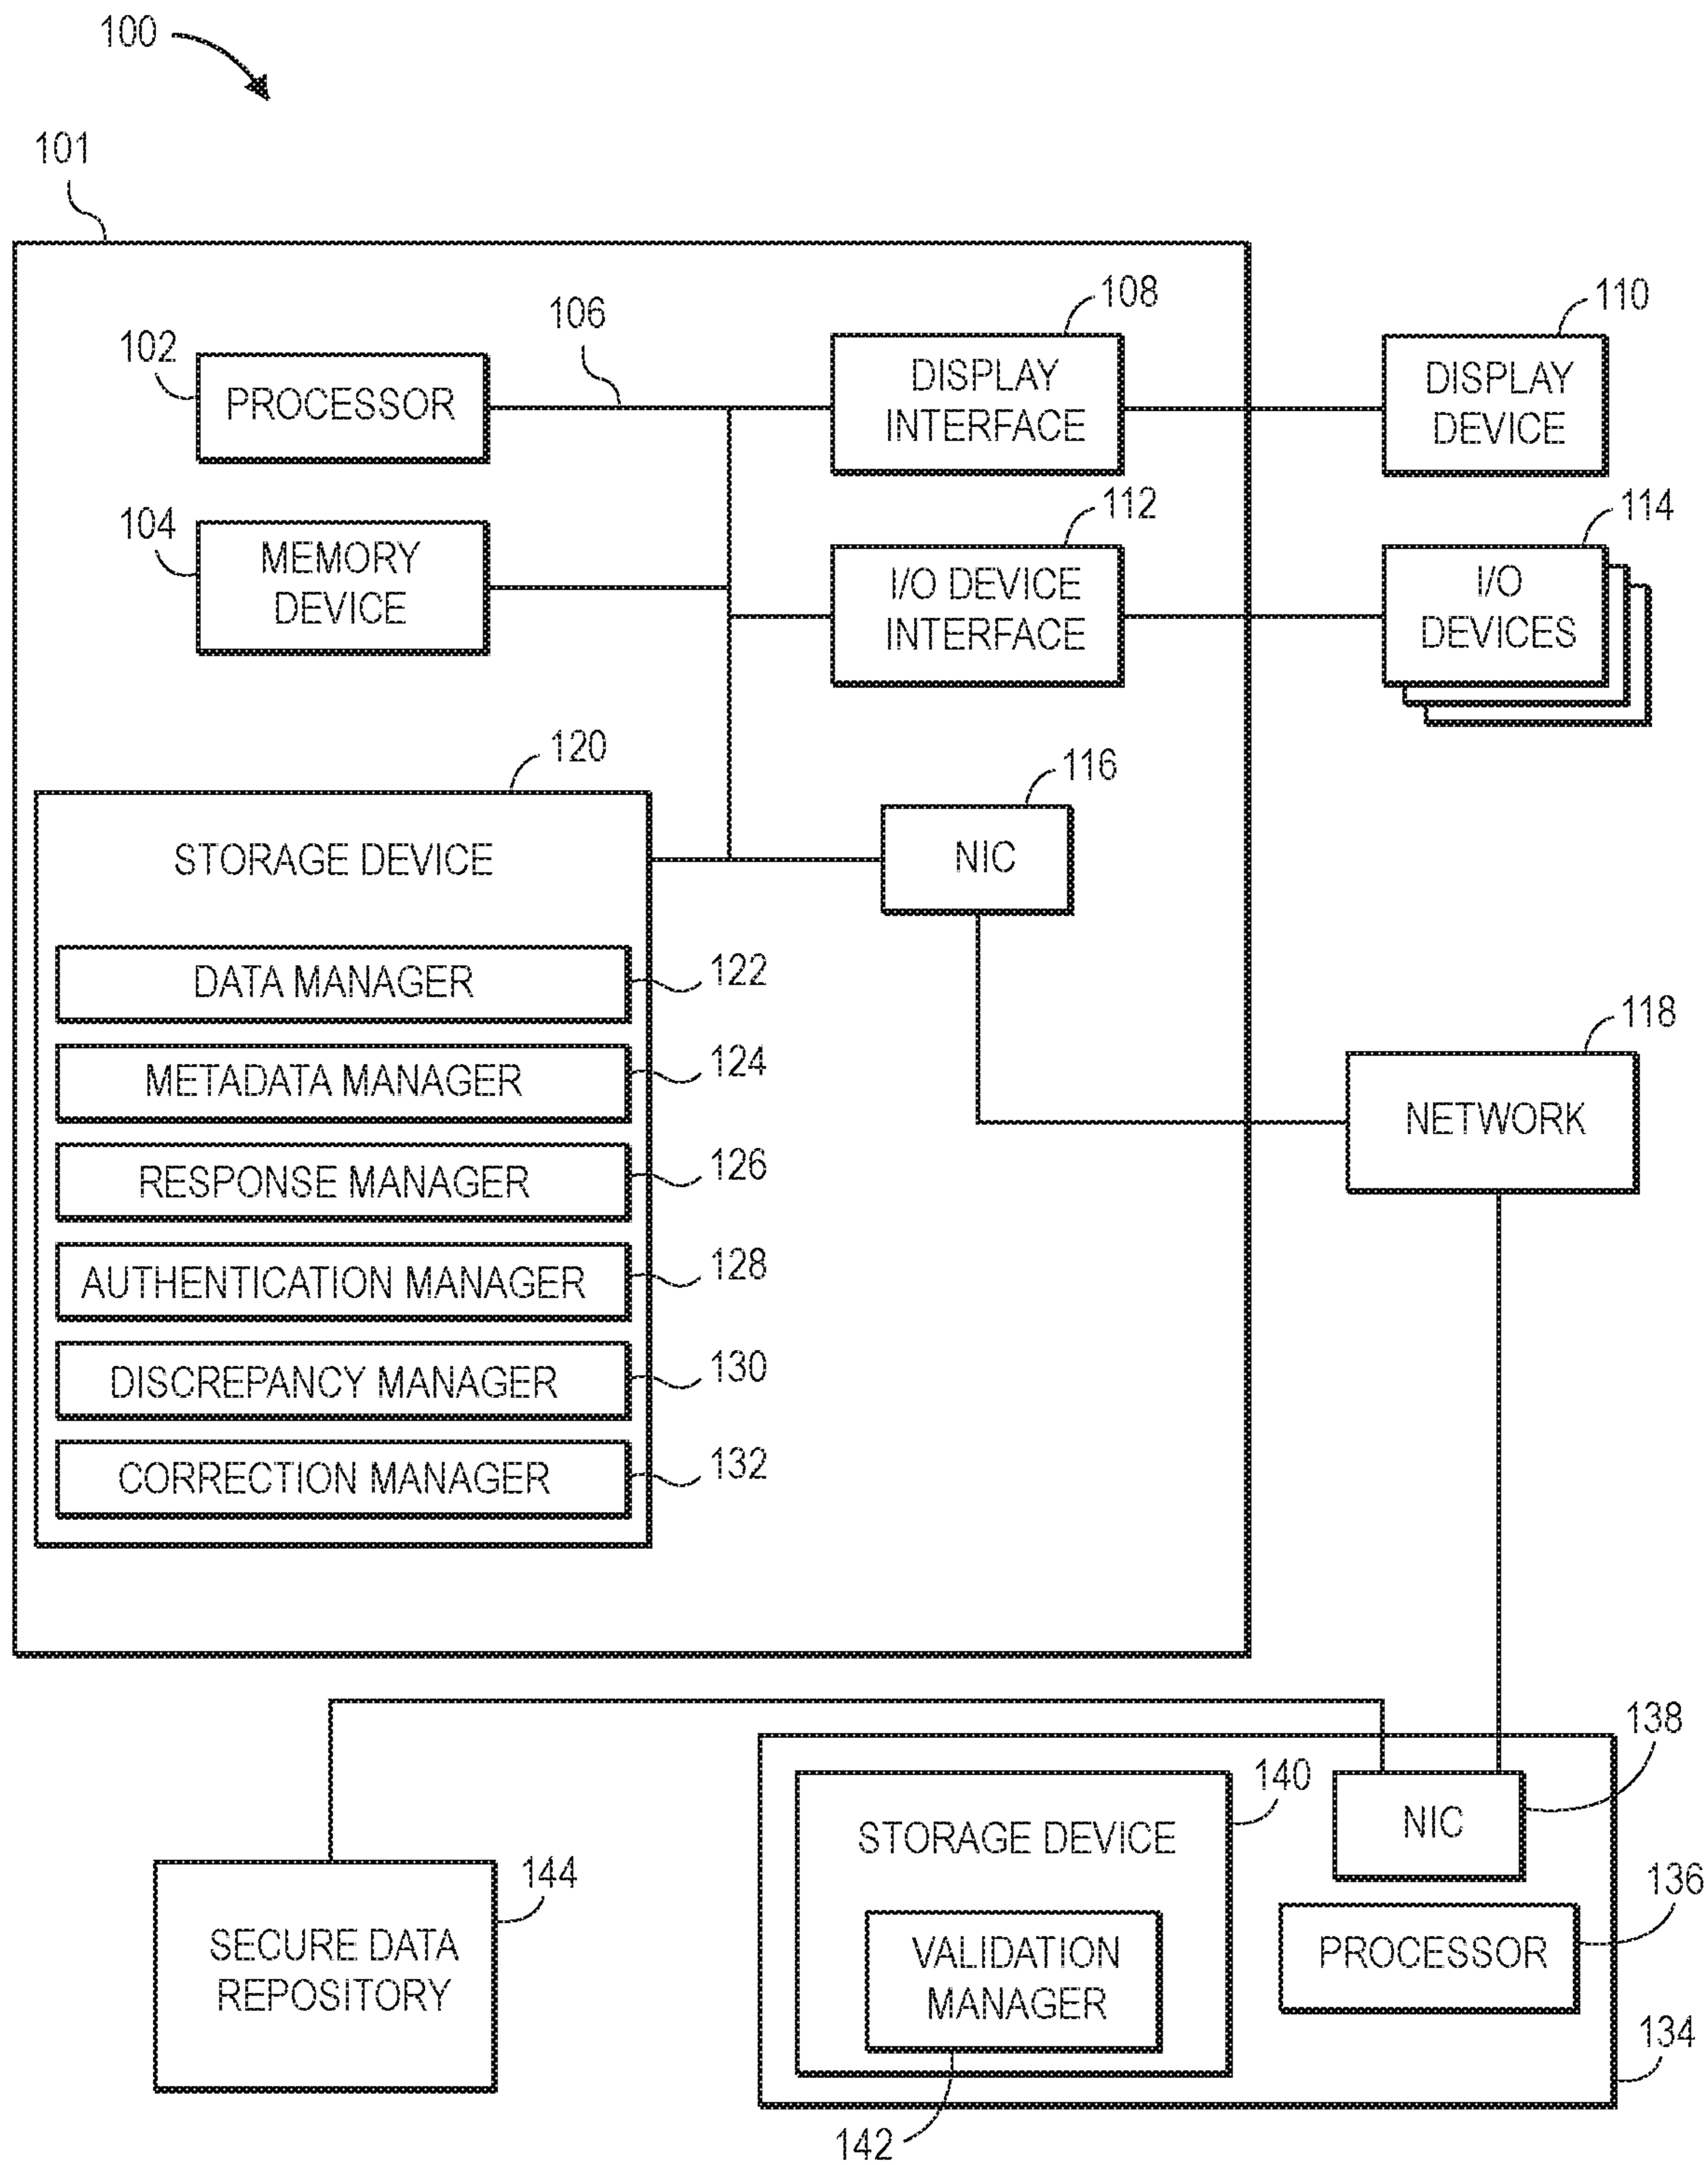 100
101
106
108
110
102
PROCESSOR
DISPLAY
INTERFACE
DISPLAY
DEVICE
104
MEMORY
DEVICE
112
I/O DEVICE
INTERFACE
114
I/O
DEVICES
120
STORAGE DEVICE
116
NIC
DATA MANAGER
122
METADATA MANAGER
124
RESPONSE MANAGER
126
AUTHENTICATION MANAGER
128
DISCREPANCY MANAGER
130
CORRECTION MANAGER
132
118
NETWORK
138
NIC
140
STORAGE DEVICE
136
PROCESSOR
VALIDATION
MANAGER
134
142
144
SECURE DATA
REPOSITORY